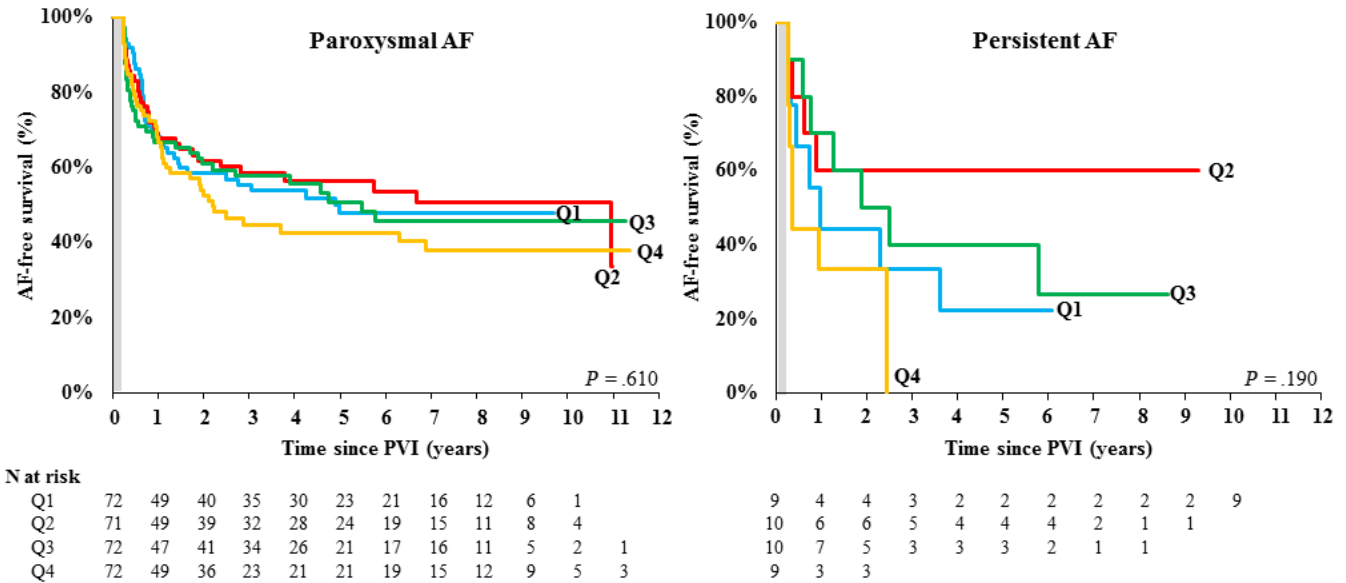 Paroxysmal AF
AF-free survival (%)
100%
80%
60%
40%
20%
0%
Q1
Q3
Q4
Q2
P = .610
0 1 2 3 4 5 6 7 8 9 10 11 12
Time since PVI (years)
Persistent AF
AF-free survival (%)
100%
80%
60%
40%
20%
0%
Q2
Q3
Q1
Q4
P = .190
0 1 2 3 4 5 6 7 8 9 10 11 12
Time since PVI (years)
N at risk
Q1 72 49 40 35 30 23 21 16 12 6 1 9 4 4 3 2 2 2 2 2 2 9
Q2 71 49 39 32 28 24 19 15 11 8 4 10 6 6 5 4 4 4 2 1 1
Q3 72 47 41 34 26 21 17 16 11 5 2 1 10 7 5 3 3 3 2 1 1
Q4 72 49 36 23 21 21 19 15 12 9 5 3 9 3 3